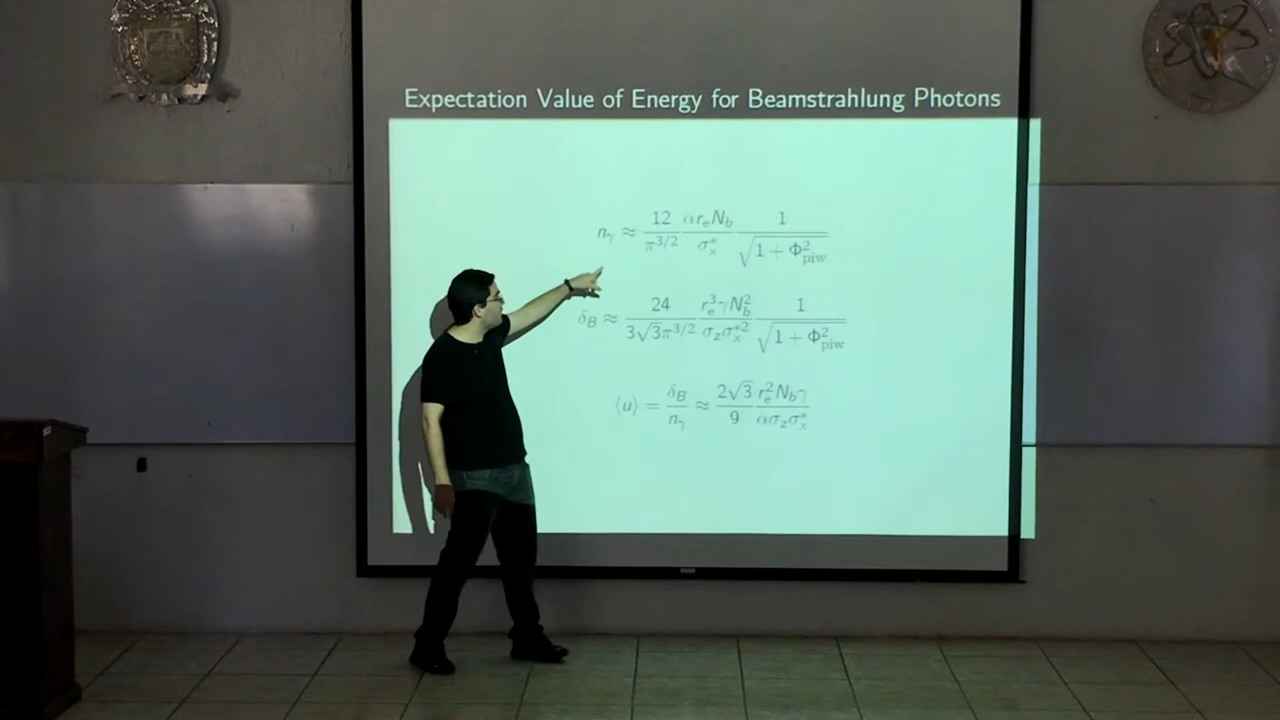 Expectation Value of Energy for Beamstrahlung Photons
n_γ ≈ 12/π^{3/2} αr_eN_b/σ_x^* 1/√(1 + Φ_piw^2)
δ_B ≈ 24/(3√3π^{3/2}) r_e^3γN_b^2/(σ_zσ_x^{*2}) 1/√(1 + Φ_piw^2)
⟨u⟩ = δ_B/n_γ ≈ 2√3/9 r_e^2N_bγ/(ασ_zσ_x^*)